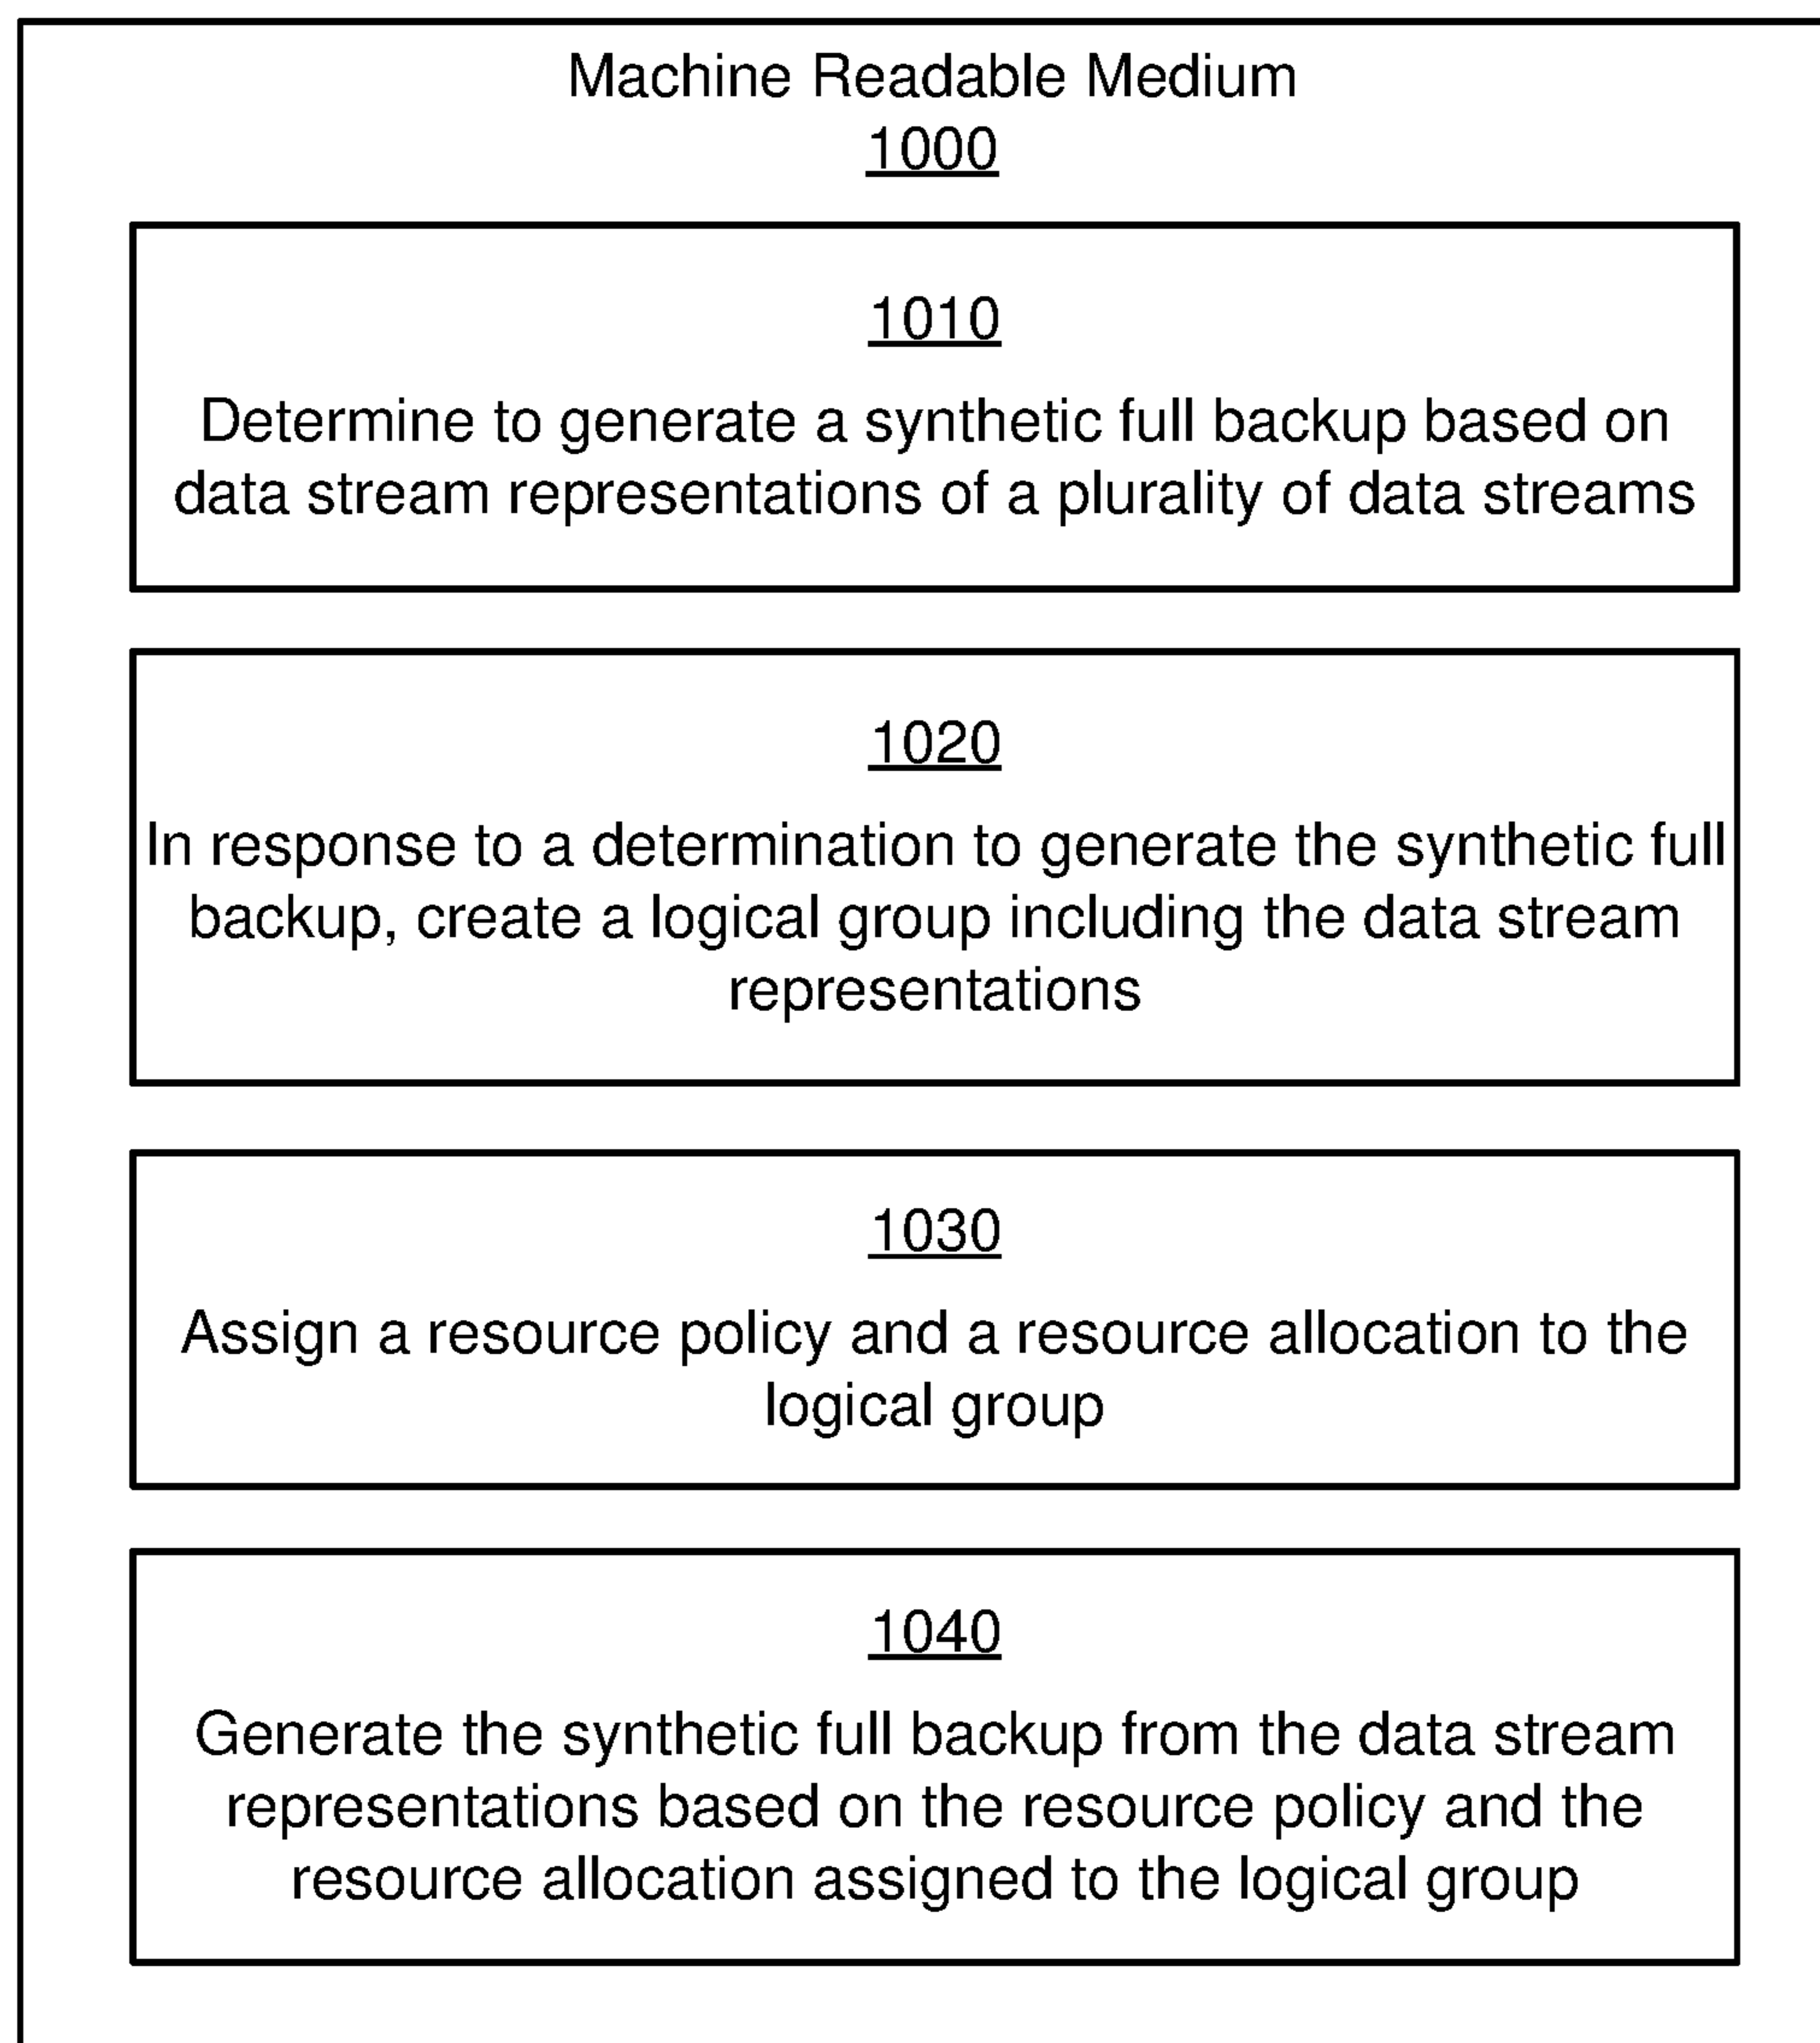 Machine Readable Medium
1000
1010
Determine to generate a synthetic full backup based on
data stream representations of a plurality of data streams
1020
In response to a determination to generate the synthetic full
backup, create a logical group including the data stream
representations
1030
Assign a resource policy and a resource allocation to the
logical group
1040
Generate the synthetic full backup from the data stream
representations based on the resource policy and the
resource allocation assigned to the logical group